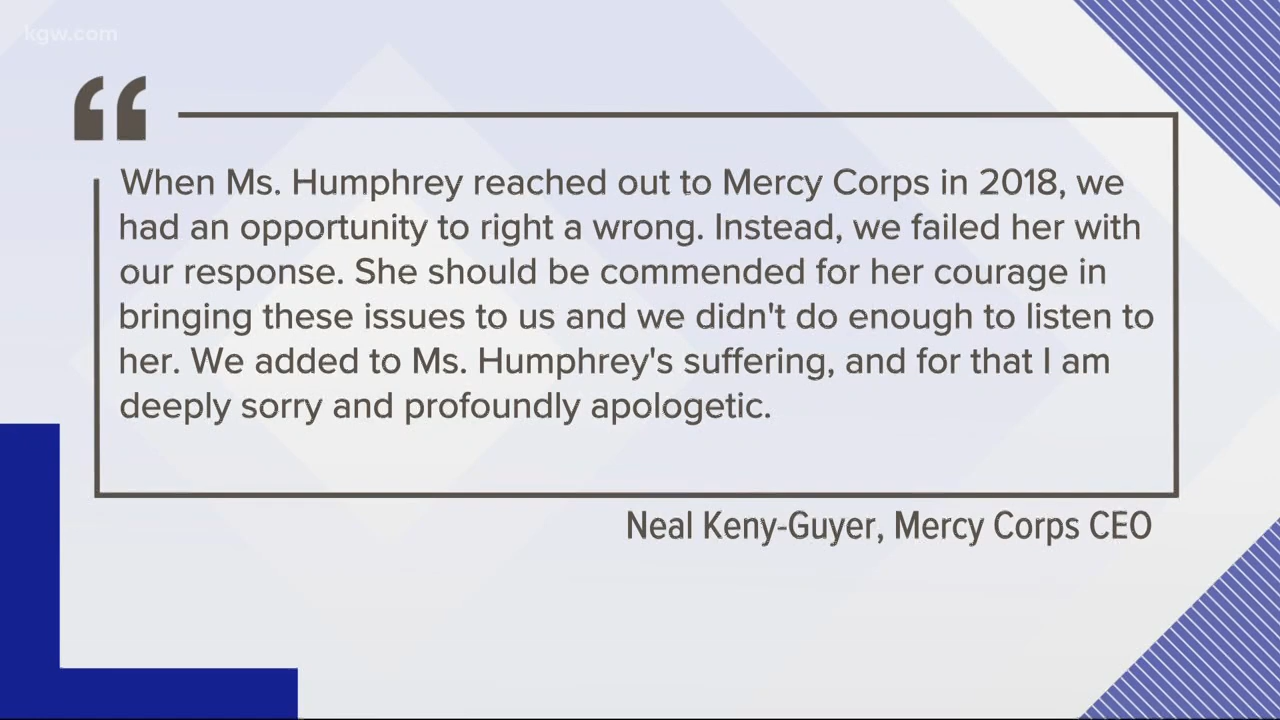 kgw.com
“
When Ms. Humphrey reached out to Mercy Corps in 2018, we
had an opportunity to right a wrong. Instead, we failed her with
our response. She should be commended for her courage in
bringing these issues to us and we didn't do enough to listen to
her. We added to Ms. Humphrey's suffering, and for that I am
deeply sorry and profoundly apologetic.
Neal Keny-Guyer, Mercy Corps CEO